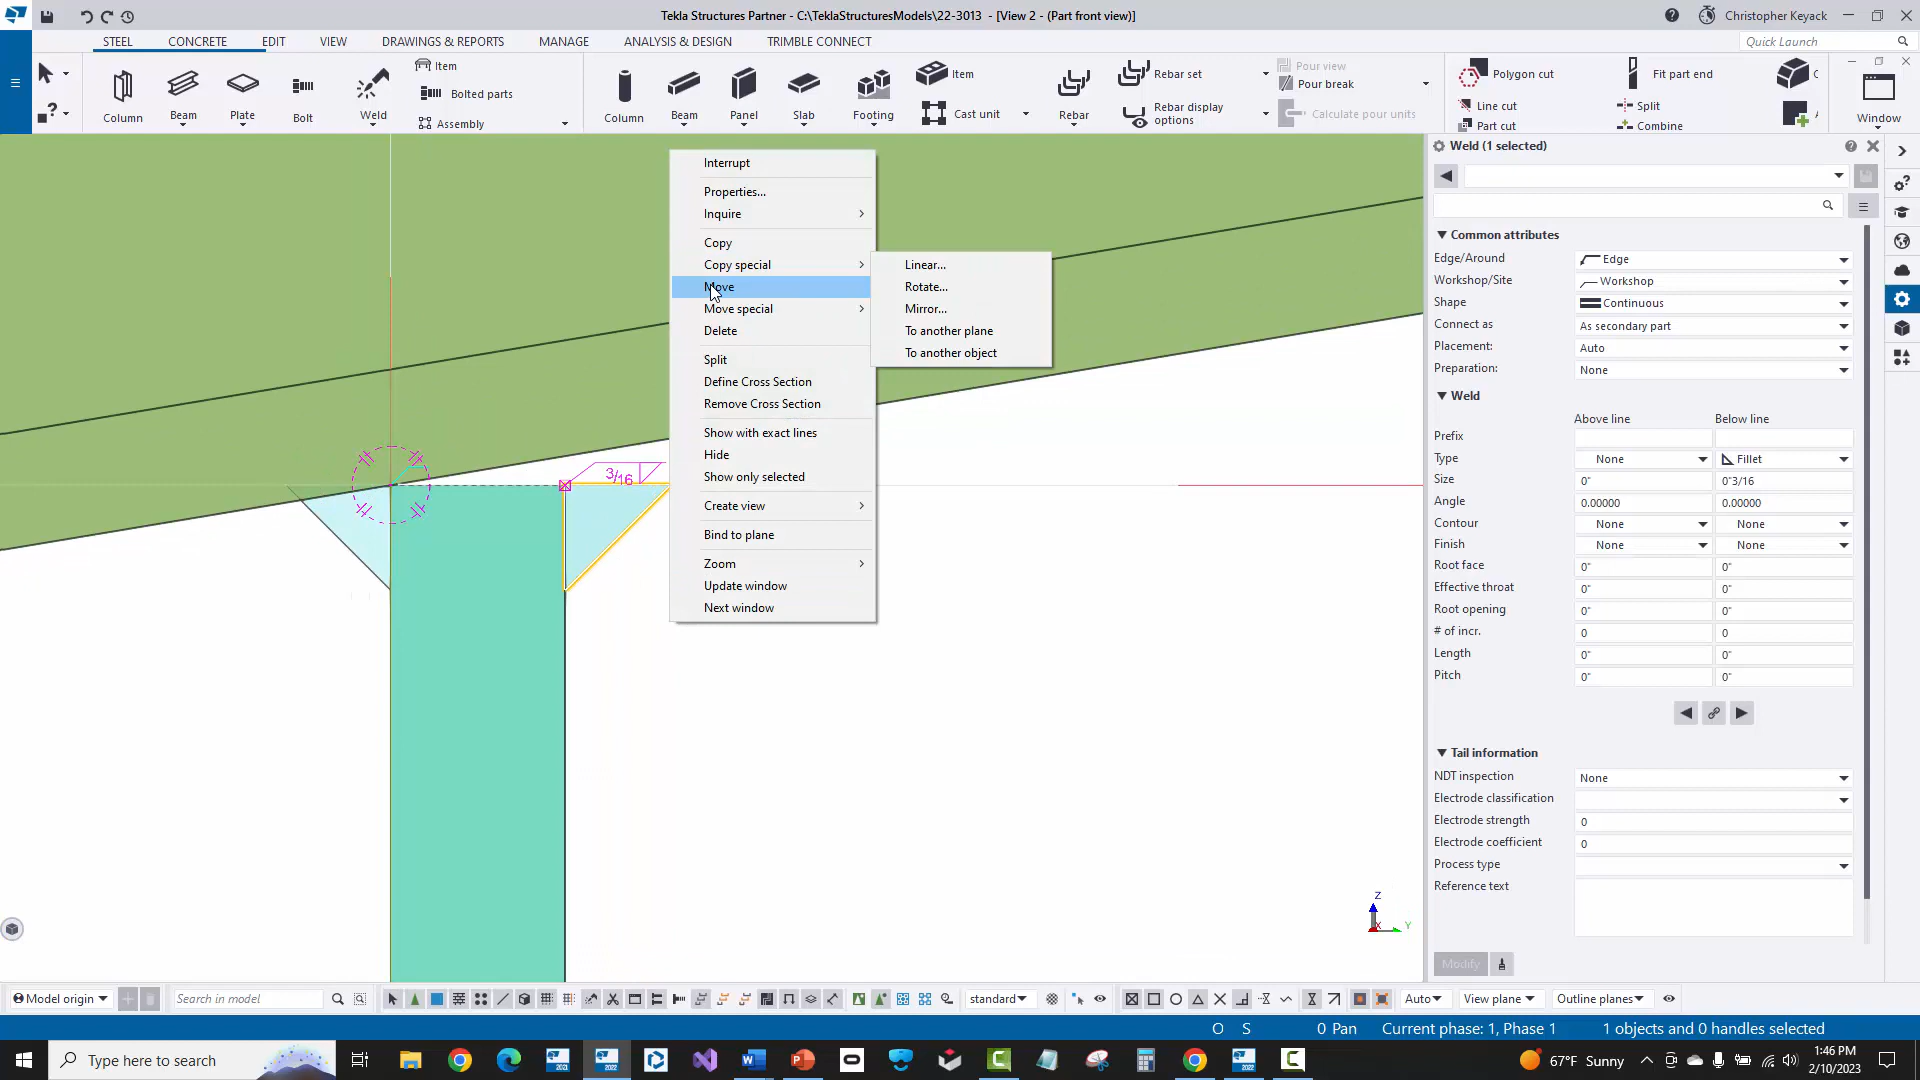 Tekla Structures Partner - C:\TeklaStructuresModels\22-3013 - [View 2 - (Part front view)]
Christopher Keyack
STEEL CONCRETE EDIT VIEW DRAWINGS & REPORTS MANAGE ANALYSIS & DESIGN TRIMBLE CONNECT
Quick Launch
Column
Beam
Plate
Bolt
Weld
Item
Bolted parts
Assembly
Column
Beam
Panel
Slab
Footing
Item
Cast unit
Rebar
Rebar set
Rebar display options
Pour view
Pour break
Calculate pour units
Polygon cut
Line cut
Part cut
Fit part end
Split
Combine
Window
Interrupt
Properties...
Inquire
Copy
Copy special
Move
Move special
Delete
Split
Define Cross Section
Remove Cross Section
Show with exact lines
Hide
Show only selected
Create view
Bind to plane
Zoom
Update window
Next window
Linear...
Rotate...
Mirror...
To another plane
To another object
3/16
Z
Y
X
Weld (1 selected)
Common attributes
Edge/Around Edge
Workshop/Site Workshop
Shape Continuous
Connect as As secondary part
Placement: Auto
Preparation: None
Weld
Above line Below line
Prefix
Type None Fillet
Size 0" 0"3/16
Angle 0.00000 0.00000
Contour None None
Finish None None
Root face 0" 0"
Effective throat 0" 0"
Root opening 0" 0"
# of incr. 0 0
Length 0" 0"
Pitch 0" 0"
Tail information
NDT inspection None
Electrode classification
Electrode strength 0
Electrode coefficient 0
Process type
Reference text
Modify
Model origin
Search in model
standard
Auto
View plane
Outline planes
O S 0 Pan Current phase: 1, Phase 1 1 objects and 0 handles selected
Type here to search
67°F Sunny
1:46 PM
2/10/2023